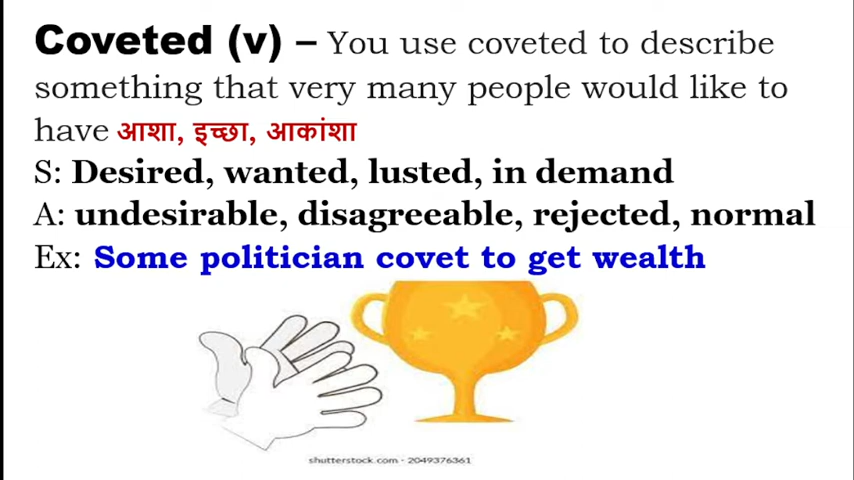 Coveted (v) – You use coveted to describe
something that very many people would like to
have आशा, इच्छा, आकांशा
S: Desired, wanted, lusted, in demand
A: undesirable, disagreeable, rejected, normal
Ex: Some politician covet to get wealth
shutterstock.com · 2049376361